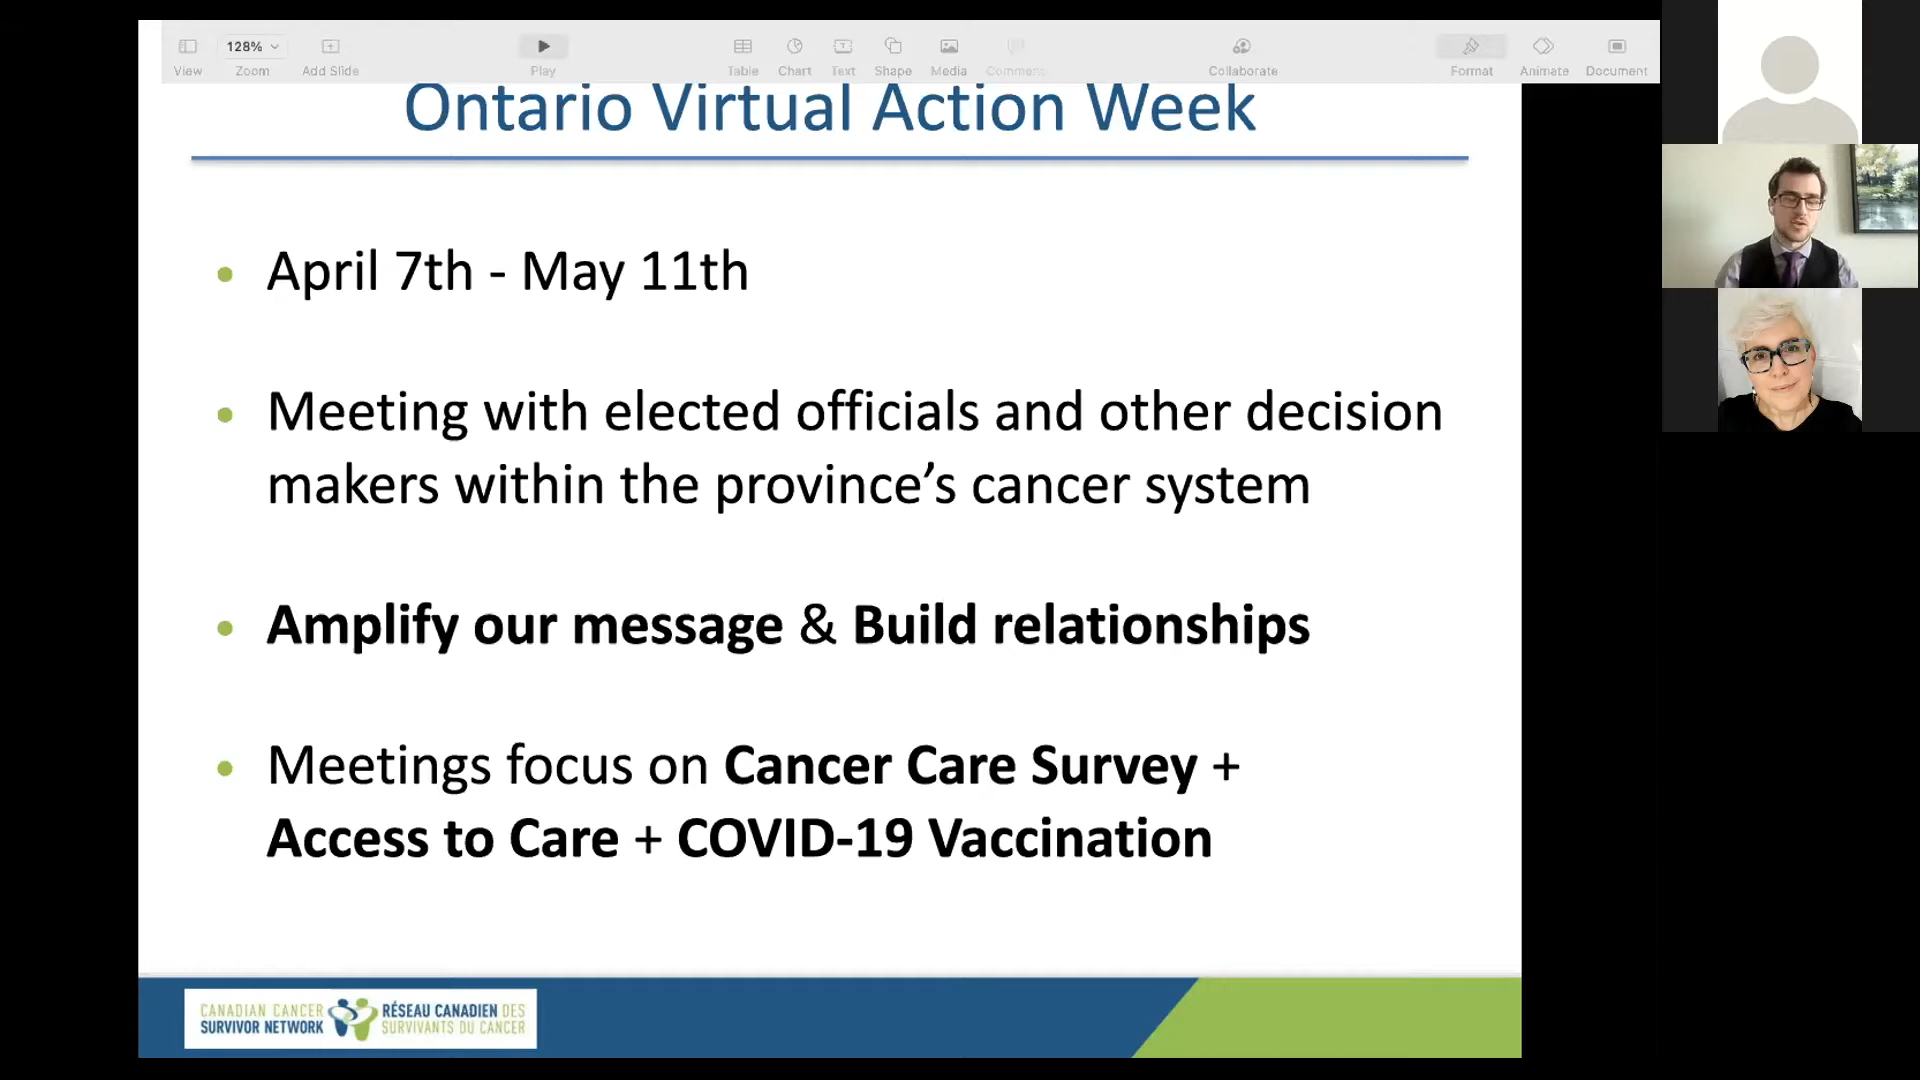 128%
View
Zoom
Add Slide
Play
Table
Chart
Text
Shape
Media
Comment
Collaborate
Format
Animate
Document
Ontario Virtual Action Week
• April 7th - May 11th
• Meeting with elected officials and other decision
makers within the province’s cancer system
• Amplify our message & Build relationships
• Meetings focus on Cancer Care Survey +
Access to Care + COVID-19 Vaccination
CANADIAN CANCER
SURVIVOR NETWORK
RÉSEAU CANADIEN DES
SURVIVANTS DU CANCER